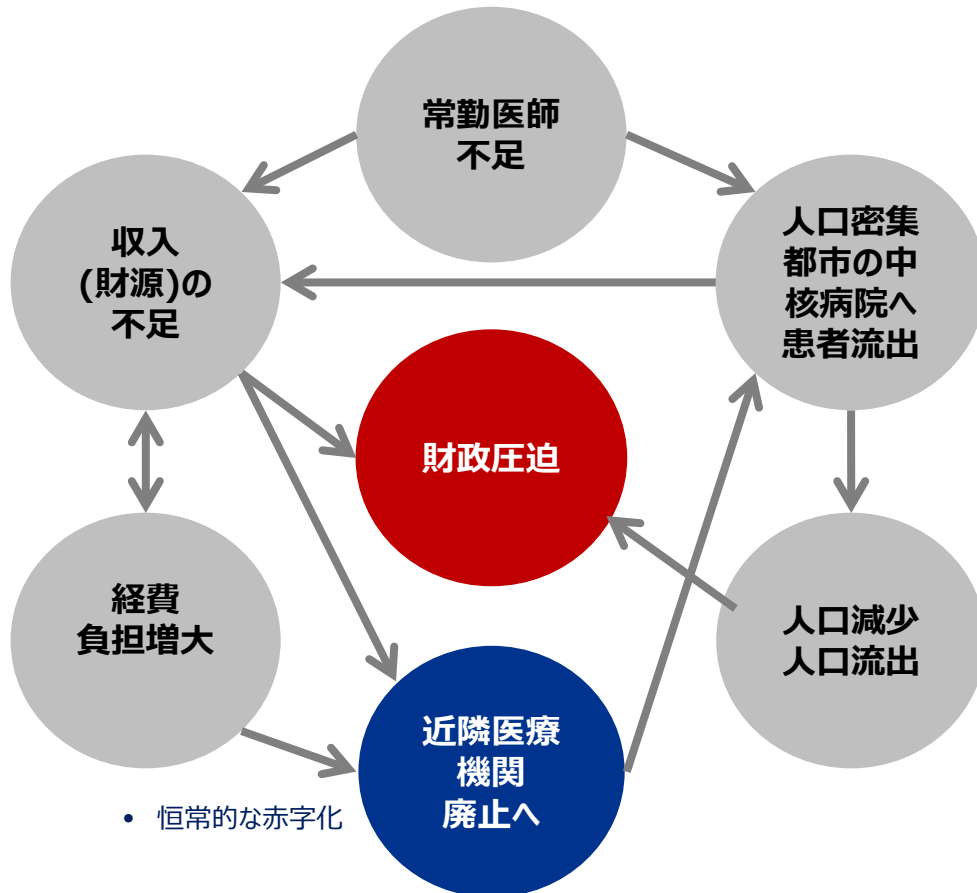 常勤医師
不足
収入
(財源)の
不足
人口密集
都市の中
核病院へ
患者流出
財政圧迫
経費
負担増大
人口減少
人口流出
近隣医療
機関
廃止へ
• 恒常的な赤字化